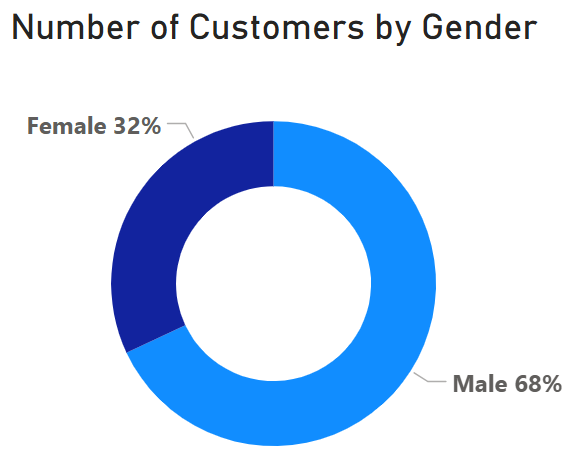 Number of Customers by Gender
Female 32%
Male 68%